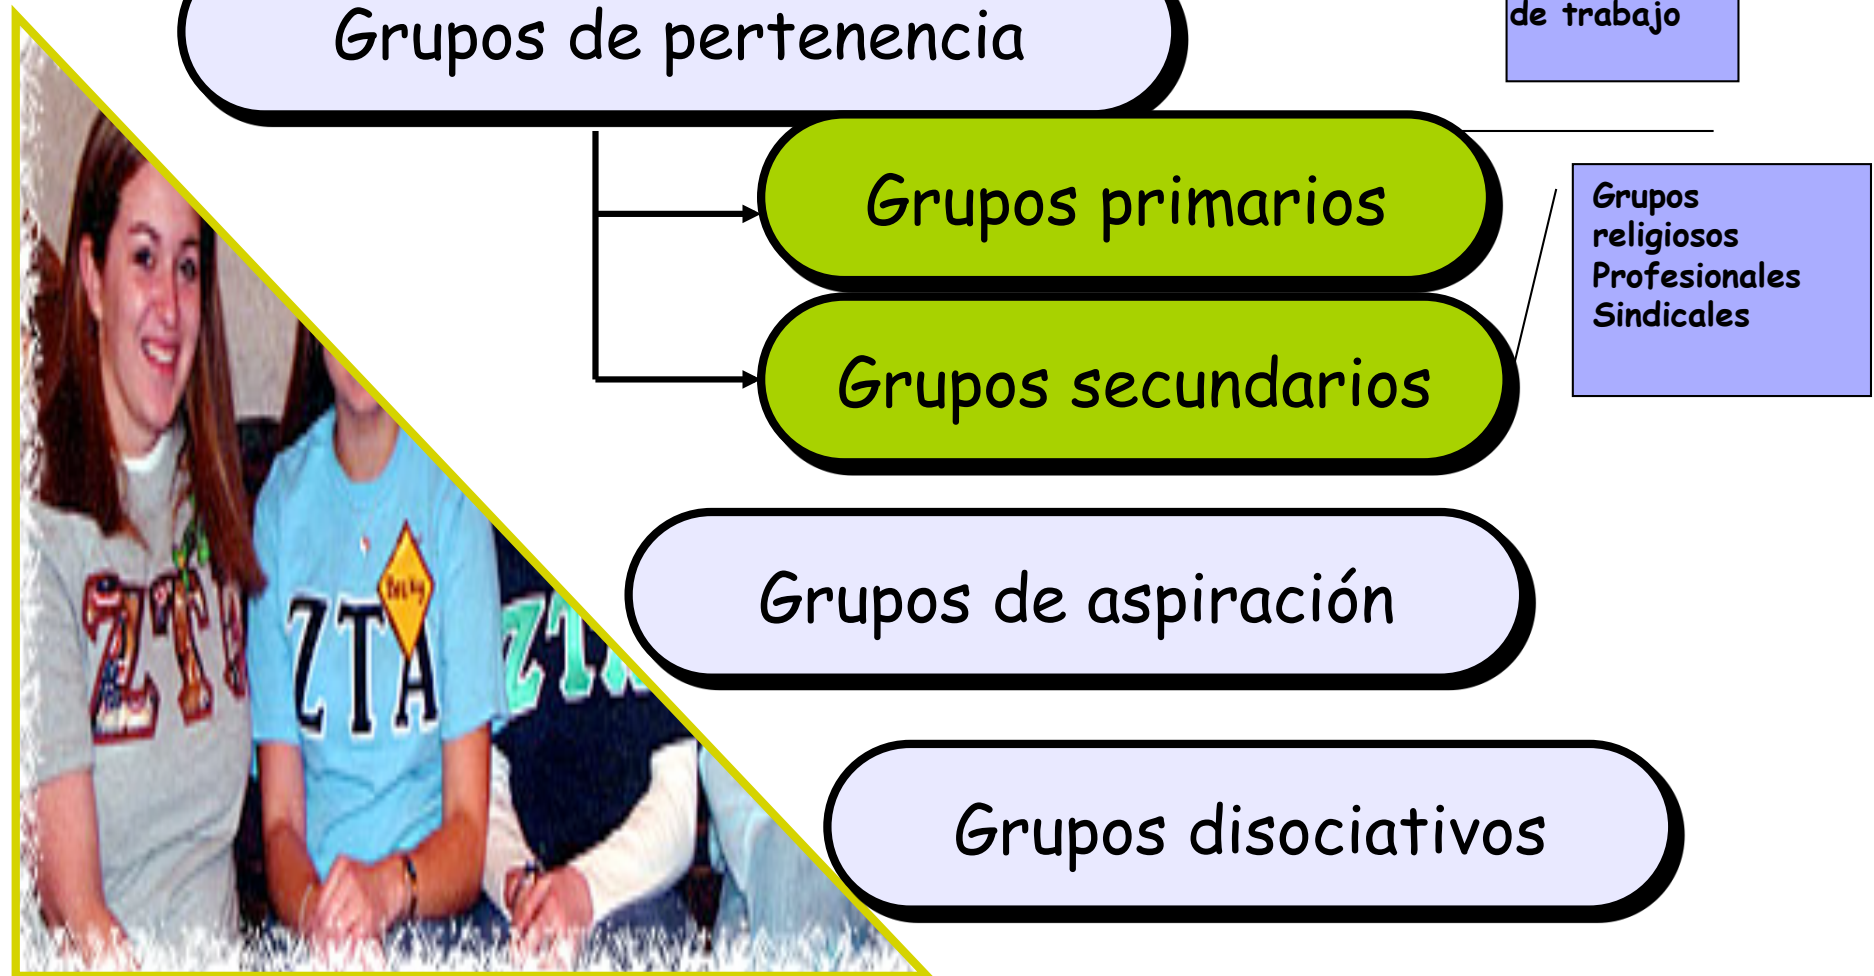 Grupos de pertenencia
de trabajo
Grupos primarios
Grupos
religiosos
Profesionales
Sindicales
Grupos secundarios
Grupos de aspiración
Grupos disociativos
ZTA
ZTA
Becky
ZTA